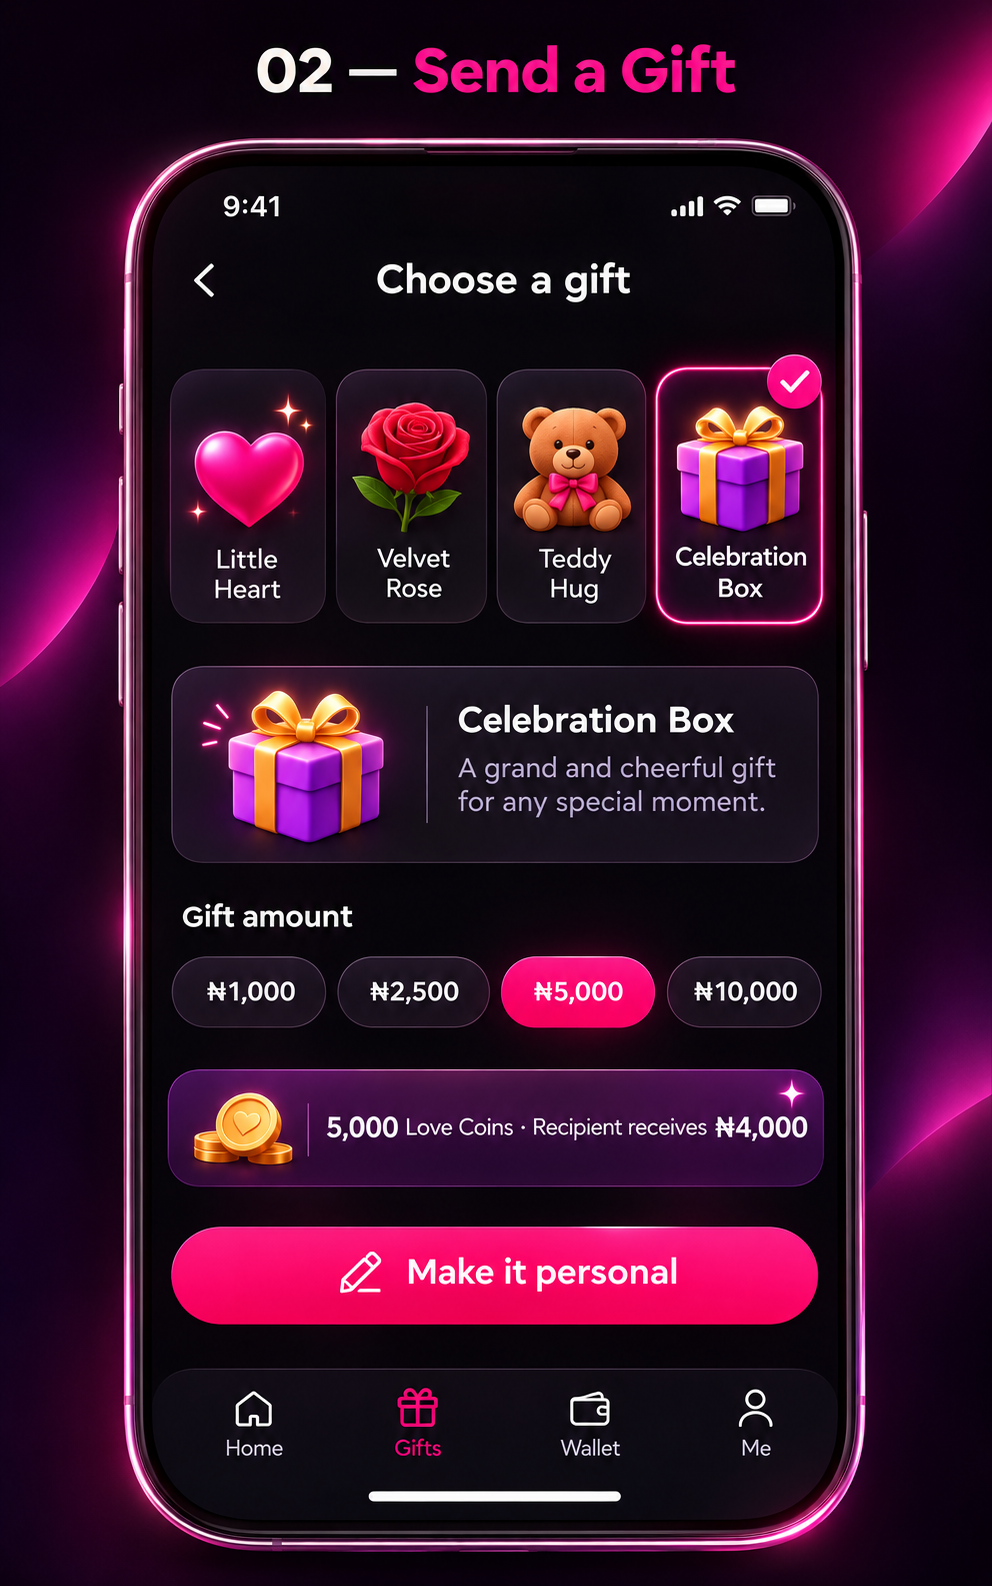 02 — Send a Gift
9:41
Choose a gift
Little
Heart
Velvet
Rose
Teddy
Hug
Celebration
Box
Celebration Box
A grand and cheerful gift
for any special moment.
Gift amount
₦1,000
₦2,500
₦5,000
₦10,000
5,000 Love Coins · Recipient receives ₦4,000
Make it personal
Home
Gifts
Wallet
Me